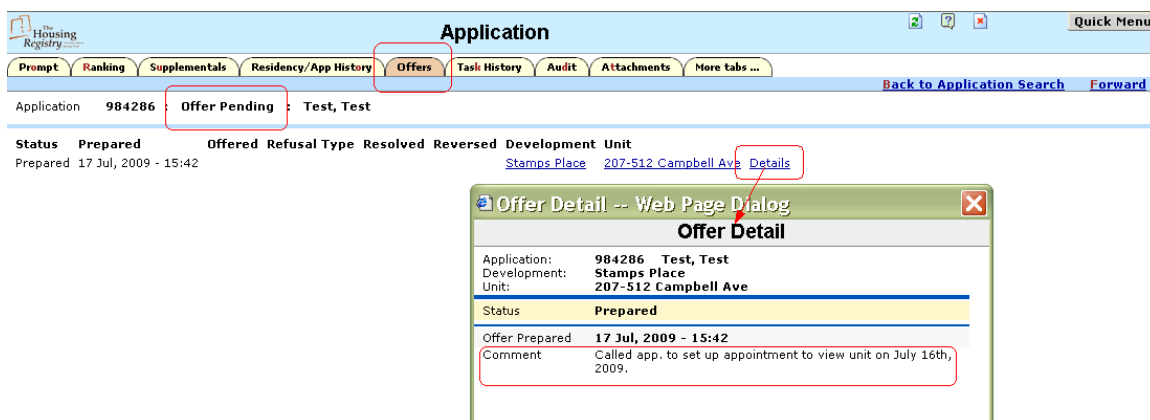 The
Housing
Registry
Application
Quick Menu
Prompt Ranking Supplementals Residency/App History Offers Task History Audit Attachments More tabs ...
Back to Application Search Forward
Application 984286 : Offer Pending : Test, Test
Status Prepared Offered Refusal Type Resolved Reversed Development Unit
Prepared 17 Jul, 2009 - 15:42 Stamps Place 207-512 Campbell Ave Details
Offer Detail -- Web Page Dialog
Offer Detail
Application: 984286 Test, Test
Development: Stamps Place
Unit: 207-512 Campbell Ave
Status Prepared
Offer Prepared 17 Jul, 2009 - 15:42
Comment Called app. to set up appointment to view unit on July 16th,
2009.